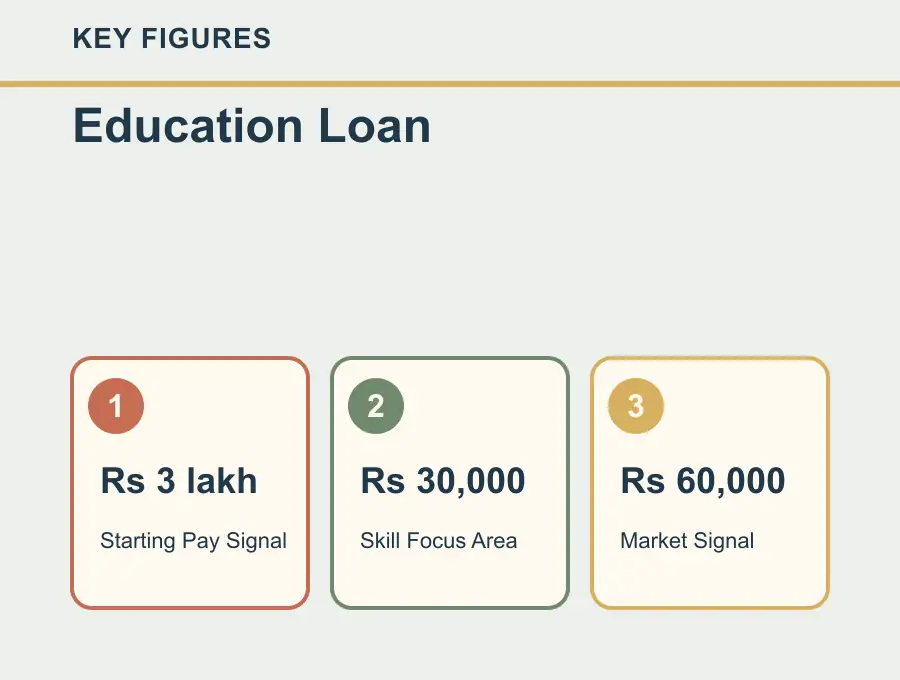 KEY FIGURES
Education Loan
1
Rs 3 lakh
Starting Pay Signal
2
Rs 30,000
Skill Focus Area
3
Rs 60,000
Market Signal